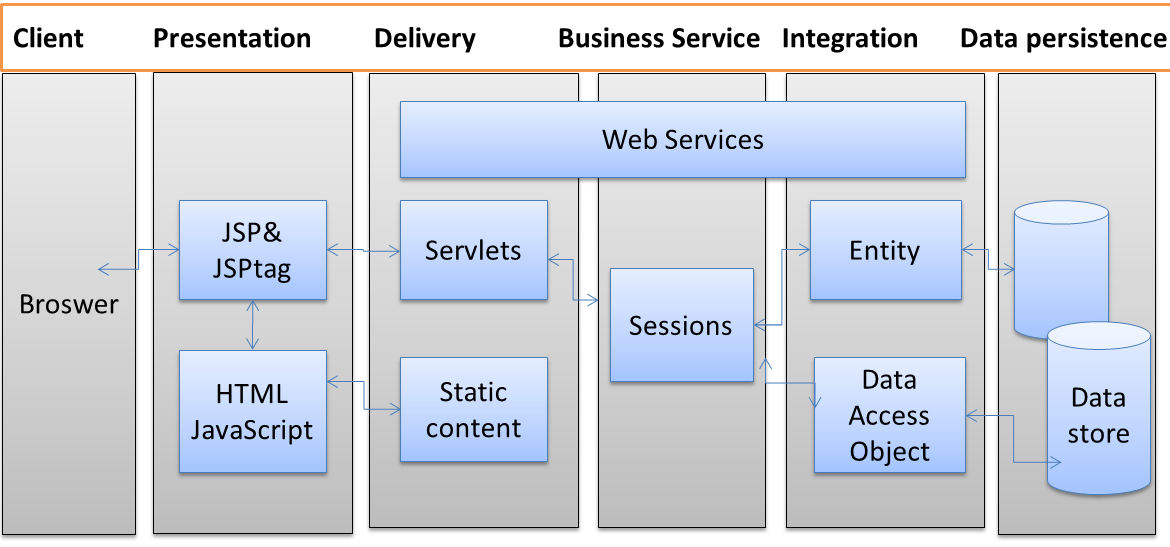 Client Presentation Delivery Business Service Integration Data persistence
Web Services
JSP&
JSPtag
Servlets
Entity
Broswer
Sessions
HTML
JavaScript
Static
content
Data
Access
Object
Data
store